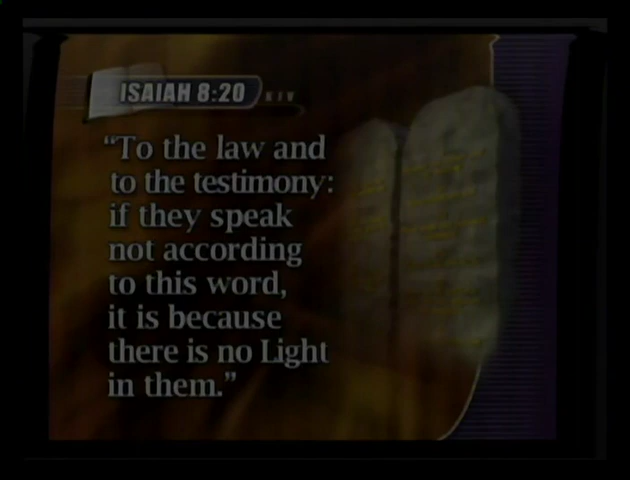 ISAIAH 8:20 KJV
“To the law and
to the testimony:
if they speak
not according
to this word,
it is because
there is no Light
in them.”